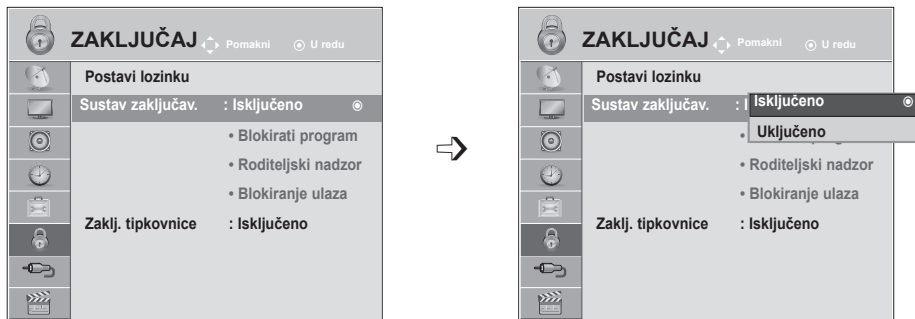 ZAKLJUČAJ Pomakni U redu
Postavi lozinku
Sustav zaključav. : Isključeno
• Blokirati program
• Roditeljski nadzor
• Blokiranje ulaza
Zaklj. tipkovnice : Isključeno
ZAKLJUČAJ Pomakni U redu
Postavi lozinku
Sustav zaključav. : Isključeno
Uključeno
• Roditeljski nadzor
• Blokiranje ulaza
Zaklj. tipkovnice : Isključeno